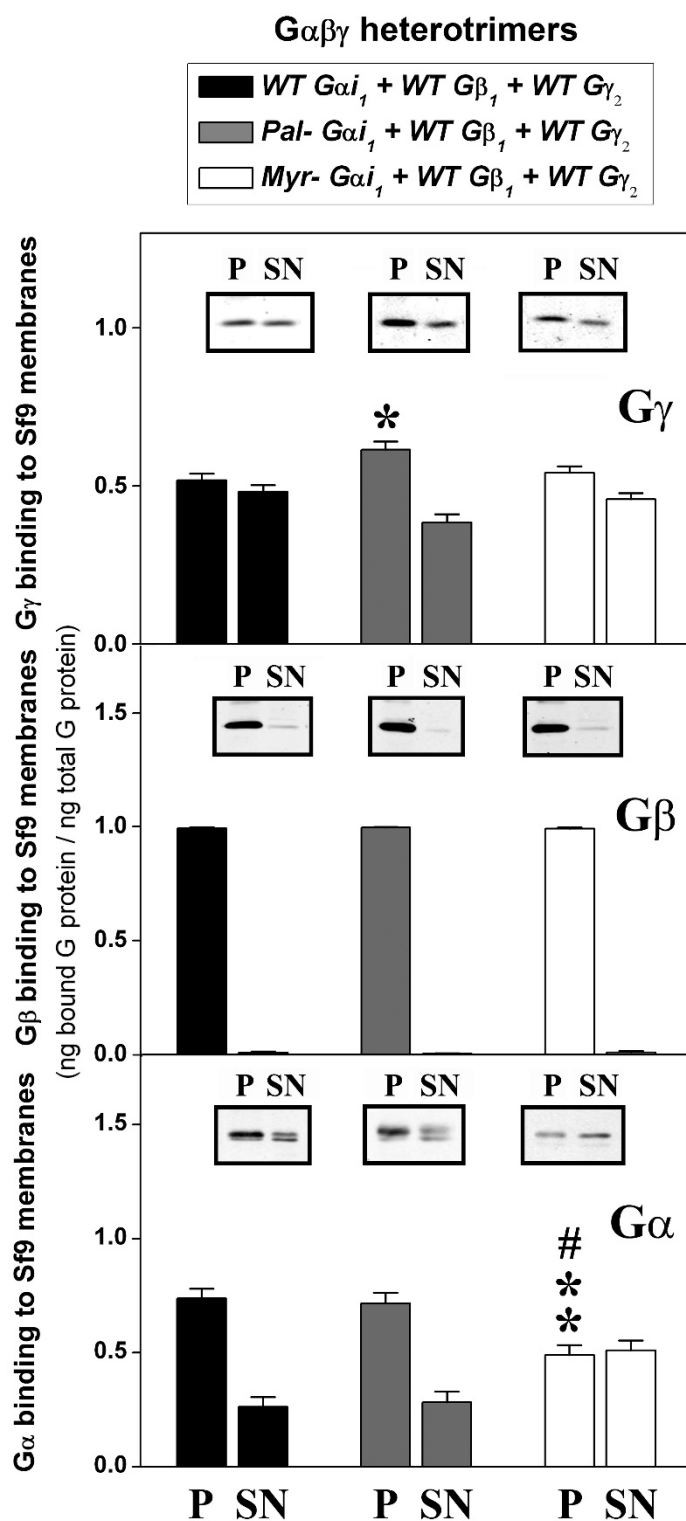 Gαβγ heterotrimers
WT Gαi₁ + WT Gβ₁ + WT Gγ₂
Pal- Gαi₁ + WT Gβ₁ + WT Gγ₂
Myr- Gαi₁ + WT Gβ₁ + WT Gγ₂
Gγ binding to Sf9 membranes
P SN P SN P SN
1.0
Gγ
*
0.5
0.0
Gβ binding to Sf9 membranes
(ng bound G protein / ng total G protein)
P SN P SN P SN
1.5
Gβ
1.0
0.5
0.0
Gα binding to Sf9 membranes
P SN P SN P SN
1.5
Gα
1.0
#
*
*
0.5
0.0
P SN P SN P SN